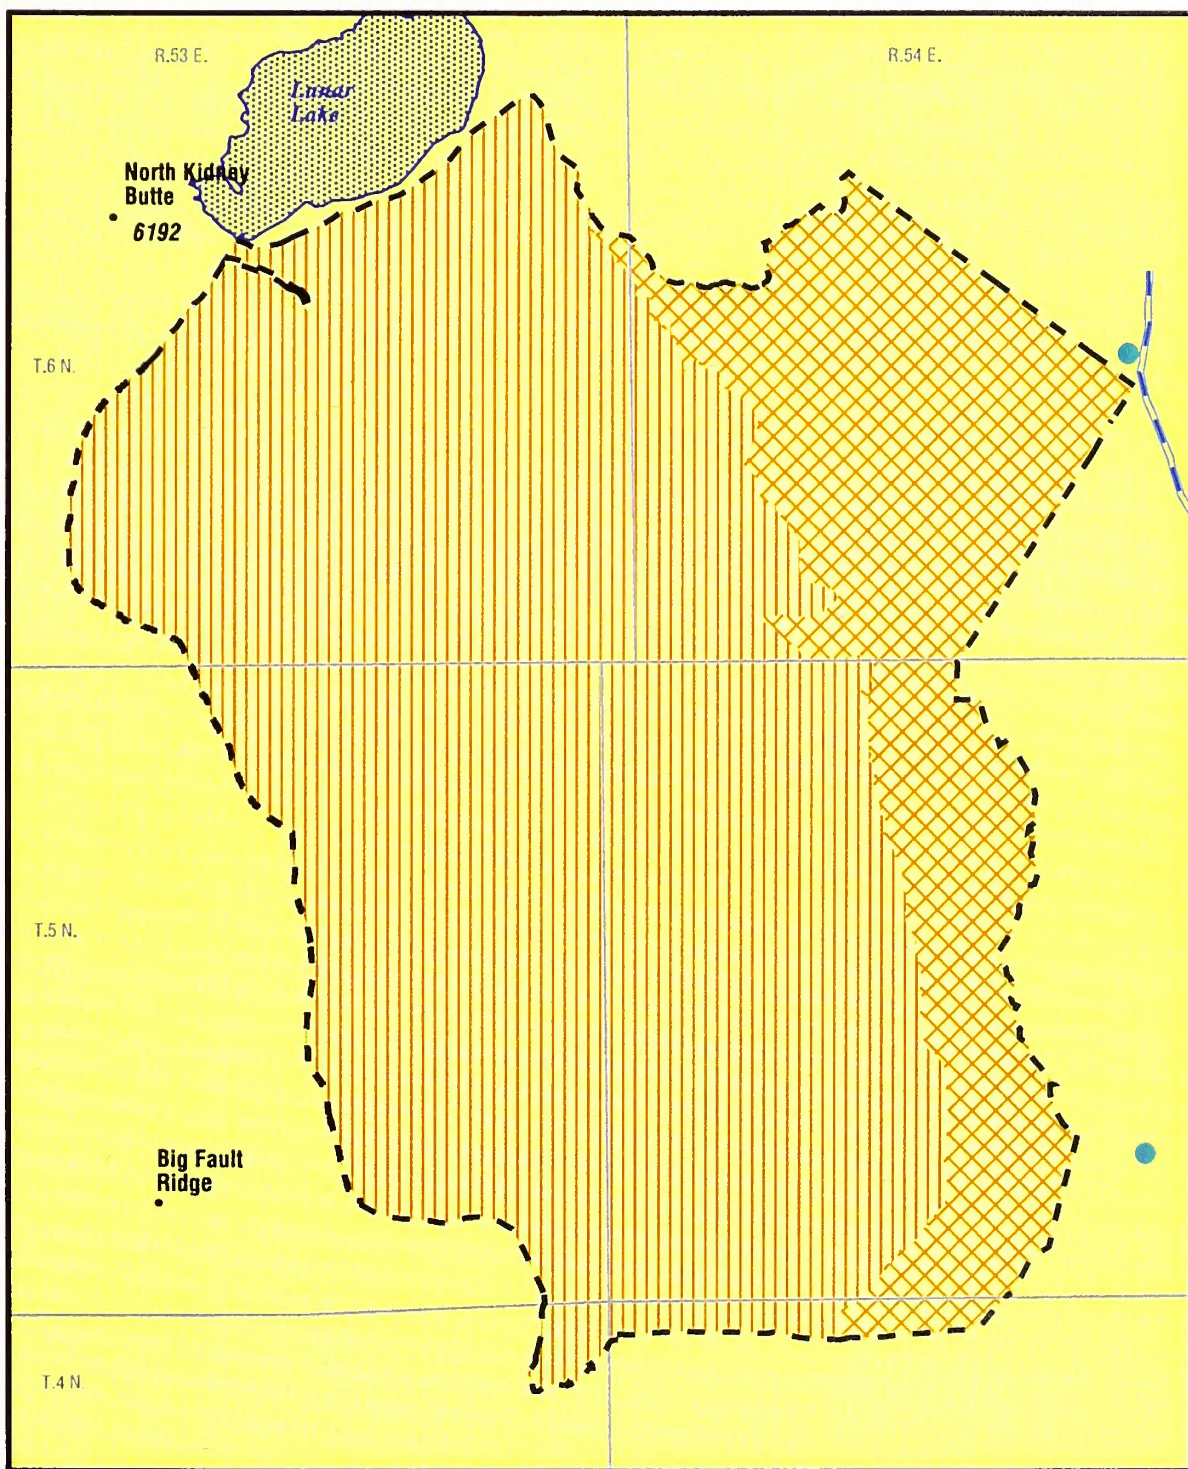 R.53 E.
R.54 E.
Lunar
Lake
North Kidney
Butte
6192
T.6 N.
T.5 N.
Big Fault
Ridge
T.4 N.